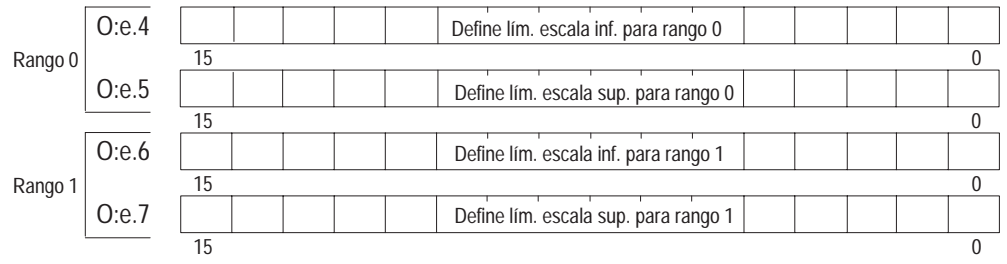 O:e.4 Define lím. escala inf. para rango 0
Rango 0
15 0
O:e.5 Define lím. escala sup. para rango 0
15 0
O:e.6 Define lím. escala inf. para rango 1
Rango 1
15 0
O:e.7 Define lím. escala sup. para rango 1
15 0